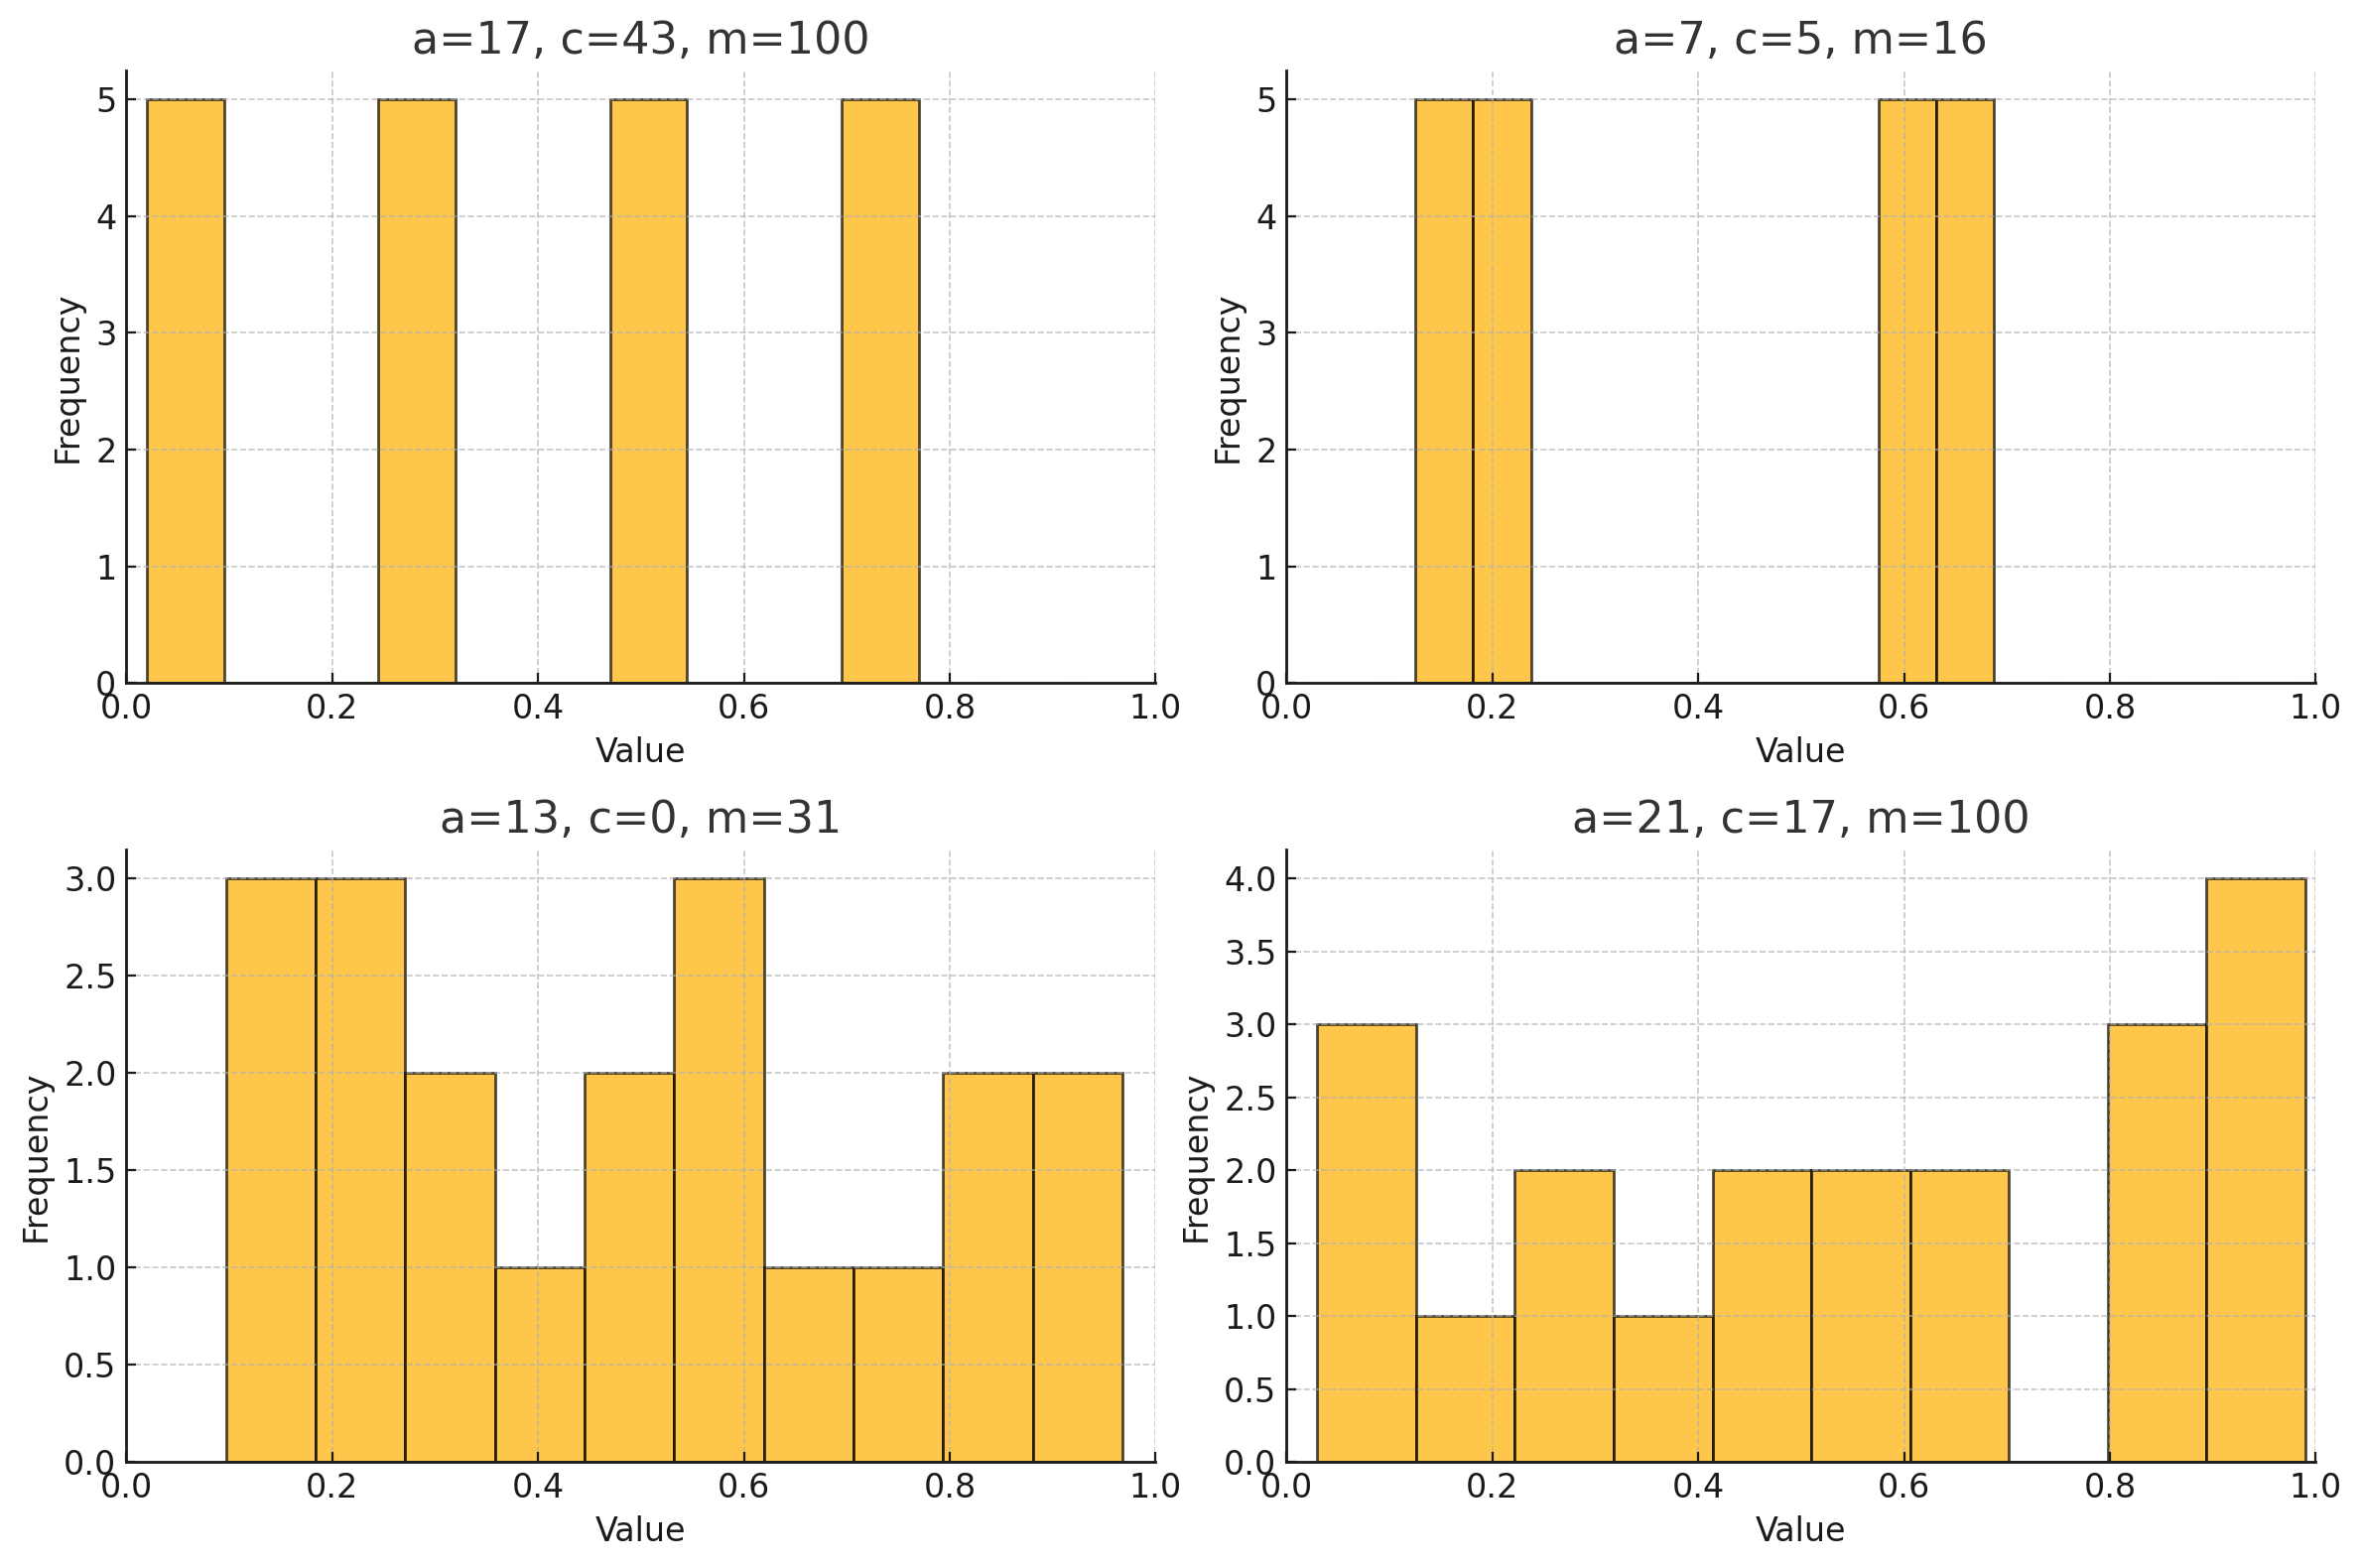 a=17, c=43, m=100
Frequency
5
4
3
2
1
0
0.0 0.2 0.4 0.6 0.8 1.0
Value
a=7, c=5, m=16
Frequency
5
4
3
2
1
0
0.0 0.2 0.4 0.6 0.8 1.0
Value
a=13, c=0, m=31
Frequency
3.0
2.5
2.0
1.5
1.0
0.5
0.0
0.0 0.2 0.4 0.6 0.8 1.0
Value
a=21, c=17, m=100
Frequency
4.0
3.5
3.0
2.5
2.0
1.5
1.0
0.5
0.0
0.0 0.2 0.4 0.6 0.8 1.0
Value